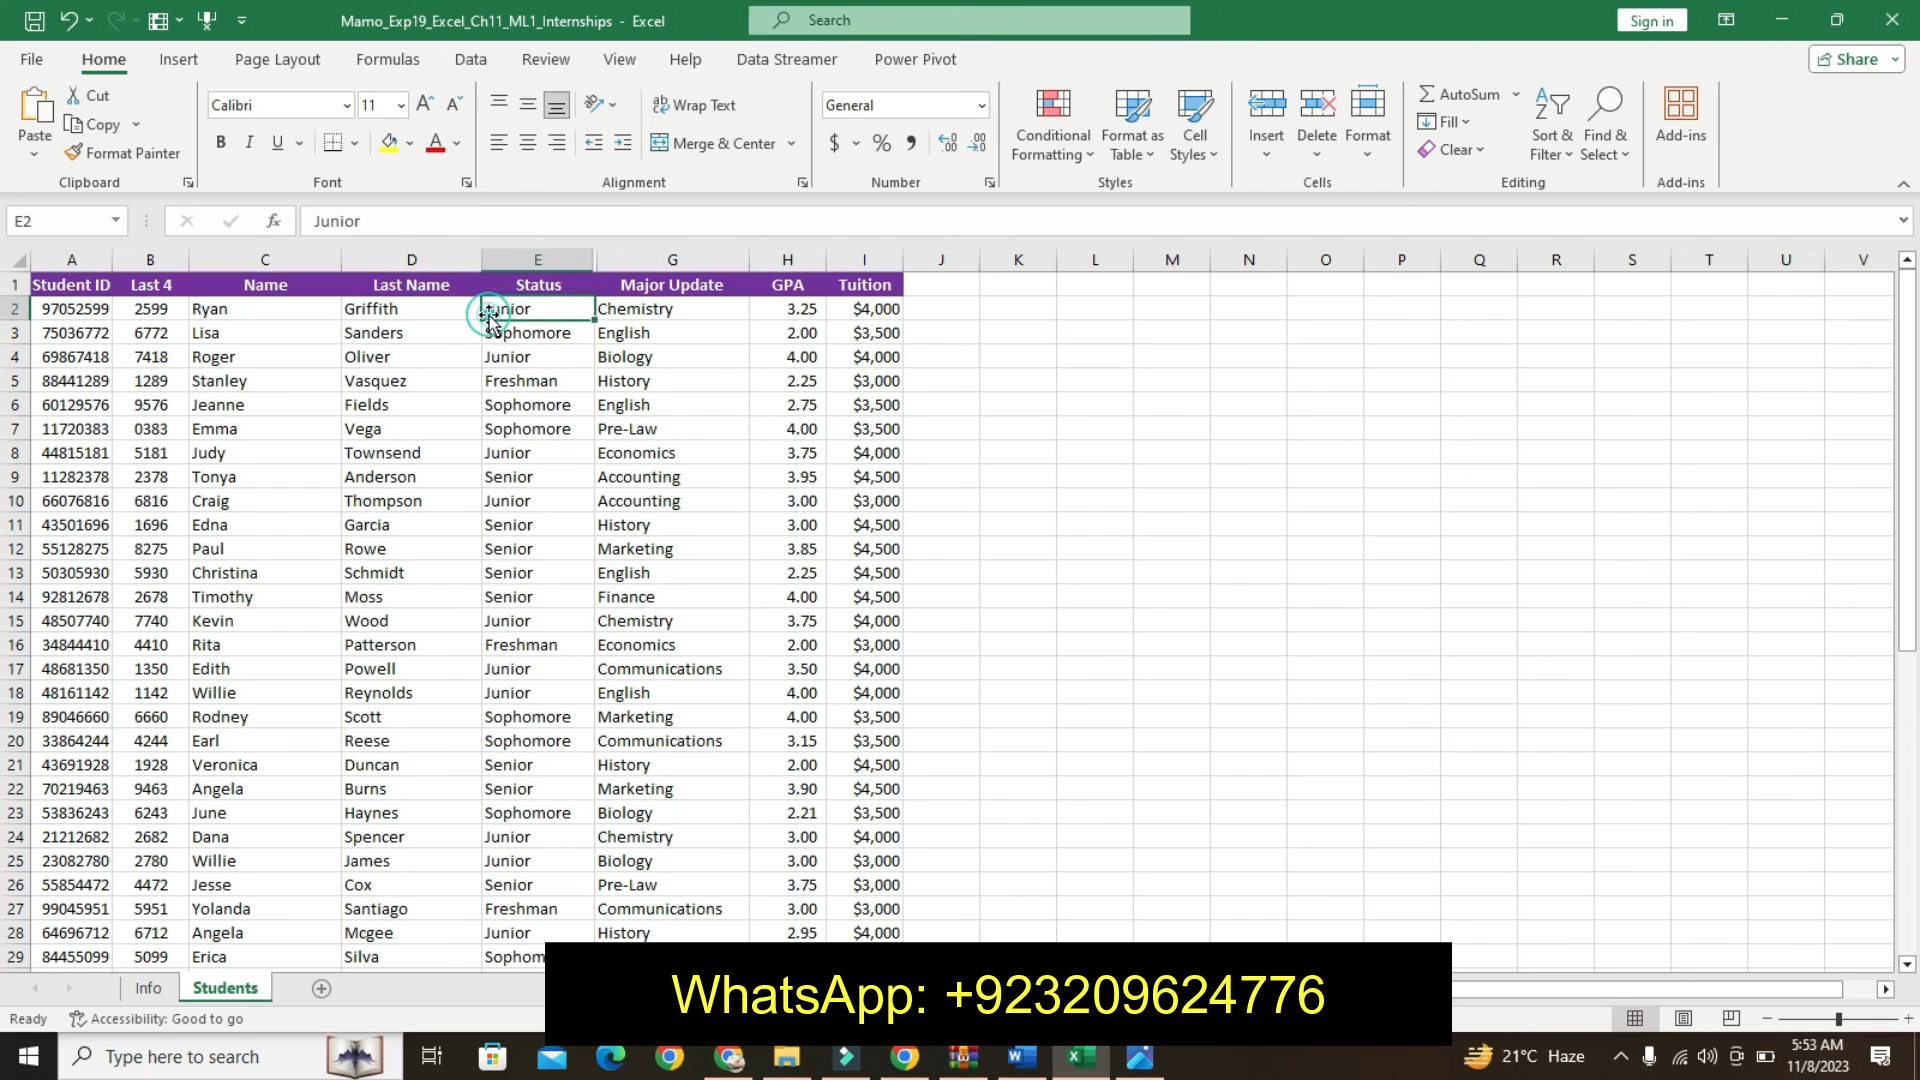 Mamo_Exp19_Excel_Ch11_ML1_Internships - Excel
Search
Sign in
File Home Insert Page Layout Formulas Data Review View Help Data Streamer Power Pivot
Share
Paste
Cut
Copy
Format Painter
Clipboard
Calibri 11
B I U
Font
Wrap Text
Merge & Center
Alignment
General
$ % ,
Number
Conditional Formatting
Format as Table
Cell Styles
Styles
Insert Delete Format
Cells
AutoSum
Fill
Clear
Sort & Filter
Find & Select
Editing
Add-ins
Add-ins
E2 fx Junior
A B C D E G H I J K L M N O P Q R S T U V
1 Student ID Last 4 Name Last Name Status Major Update GPA Tuition
2 97052599 2599 Ryan Griffith Junior Chemistry 3.25 $4,000
3 75036772 6772 Lisa Sanders Sophomore English 2.00 $3,500
4 69867418 7418 Roger Oliver Junior Biology 4.00 $4,000
5 88441289 1289 Stanley Vasquez Freshman History 2.25 $3,000
6 60129576 9576 Jeanne Fields Sophomore English 2.75 $3,500
7 11720383 0383 Emma Vega Sophomore Pre-Law 4.00 $3,500
8 44815181 5181 Judy Townsend Junior Economics 3.75 $4,000
9 11282378 2378 Tonya Anderson Senior Accounting 3.95 $4,500
10 66076816 6816 Craig Thompson Junior Accounting 3.00 $3,000
11 43501696 1696 Edna Garcia Senior History 3.00 $4,500
12 55128275 8275 Paul Rowe Senior Marketing 3.85 $4,500
13 50305930 5930 Christina Schmidt Senior English 2.25 $4,500
14 92812678 2678 Timothy Moss Senior Finance 4.00 $4,500
15 48507740 7740 Kevin Wood Junior Chemistry 3.75 $4,000
16 34844410 4410 Rita Patterson Freshman Economics 2.00 $3,000
17 48681350 1350 Edith Powell Junior Communications 3.50 $4,000
18 48161142 1142 Willie Reynolds Junior English 4.00 $4,000
19 89046660 6660 Rodney Scott Sophomore Marketing 4.00 $3,500
20 33864244 4244 Earl Reese Sophomore Communications 3.15 $3,500
21 43691928 1928 Veronica Duncan Senior History 2.00 $4,500
22 70219463 9463 Angela Burns Senior Marketing 3.90 $4,500
23 53836243 6243 June Haynes Sophomore Biology 2.21 $3,500
24 21212682 2682 Dana Spencer Junior Chemistry 3.00 $4,000
25 23082780 2780 Willie James Junior Biology 3.00 $3,000
26 55854472 4472 Jesse Cox Senior Pre-Law 3.75 $3,000
27 99045951 5951 Yolanda Santiago Freshman Communications 3.00 $3,000
28 64696712 6712 Angela Mcgee Junior History 2.95 $4,000
29 84455099 5099 Erica Silva Sophom
Info Students
WhatsApp: +923209624776
Ready Accessibility: Good to go
Type here to search
21°C Haze
5:53 AM
11/8/2023